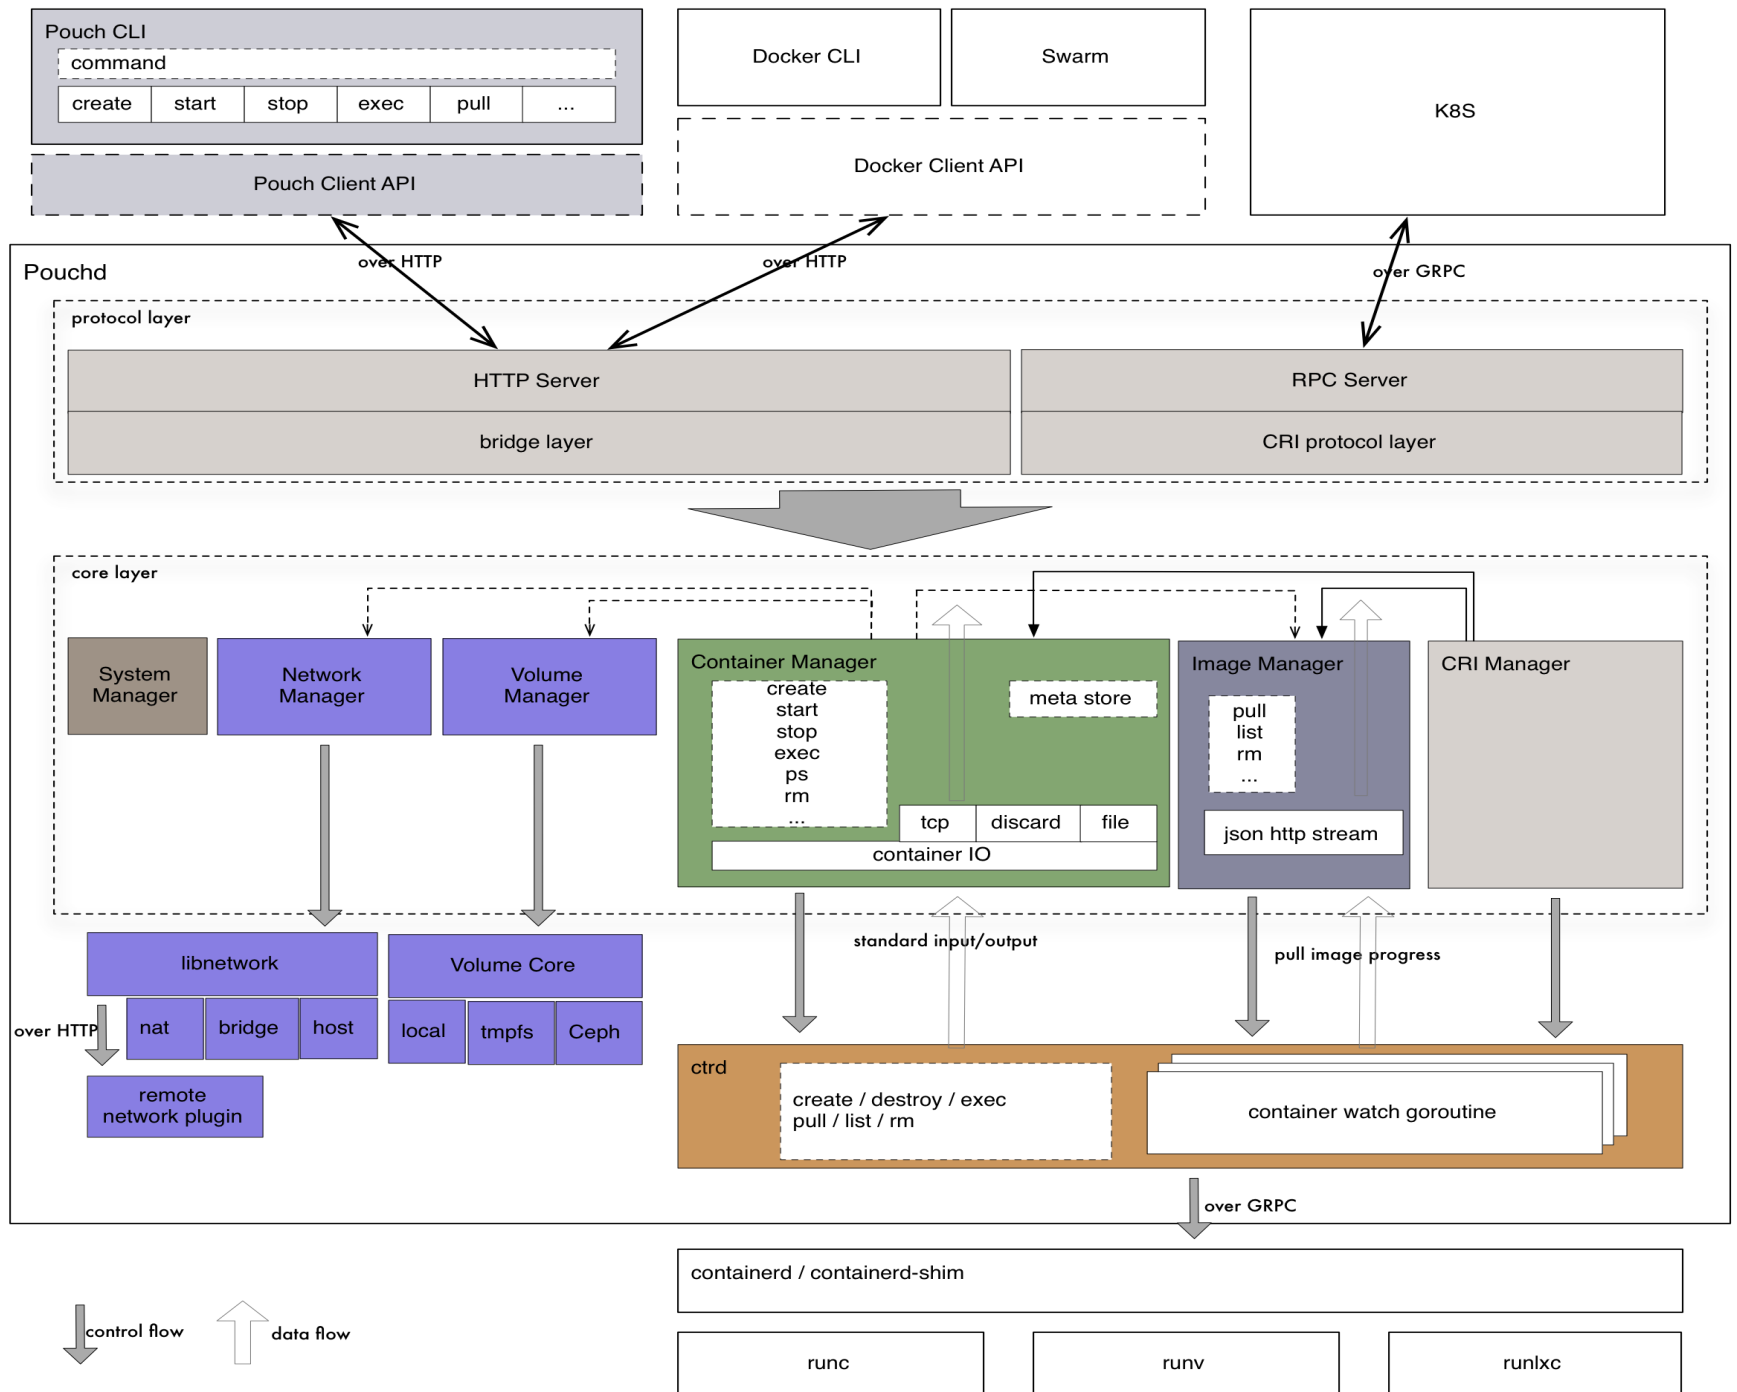 Pouch CLI
command
create
start
stop
exec
pull
...
Pouch Client API
Docker CLI
Swarm
Docker Client API
K8S
over HTTP
over HTTP
over GRPC
Pouchd
protocol layer
HTTP Server
bridge layer
RPC Server
CRI protocol layer
core layer
System
Manager
Network
Manager
Volume
Manager
Container Manager
create
start
stop
exec
ps
rm
...
meta store
tcp
discard
file
container IO
Image Manager
pull
list
rm
...
json http stream
CRI Manager
standard input/output
pull image progress
libnetwork
nat
bridge
host
over HTTP
remote
network plugin
Volume Core
local
tmpfs
Ceph
ctrd
create / destroy / exec
pull / list / rm
container watch goroutine
over GRPC
containerd / containerd-shim
runc
runv
runlxc
control flow
data flow